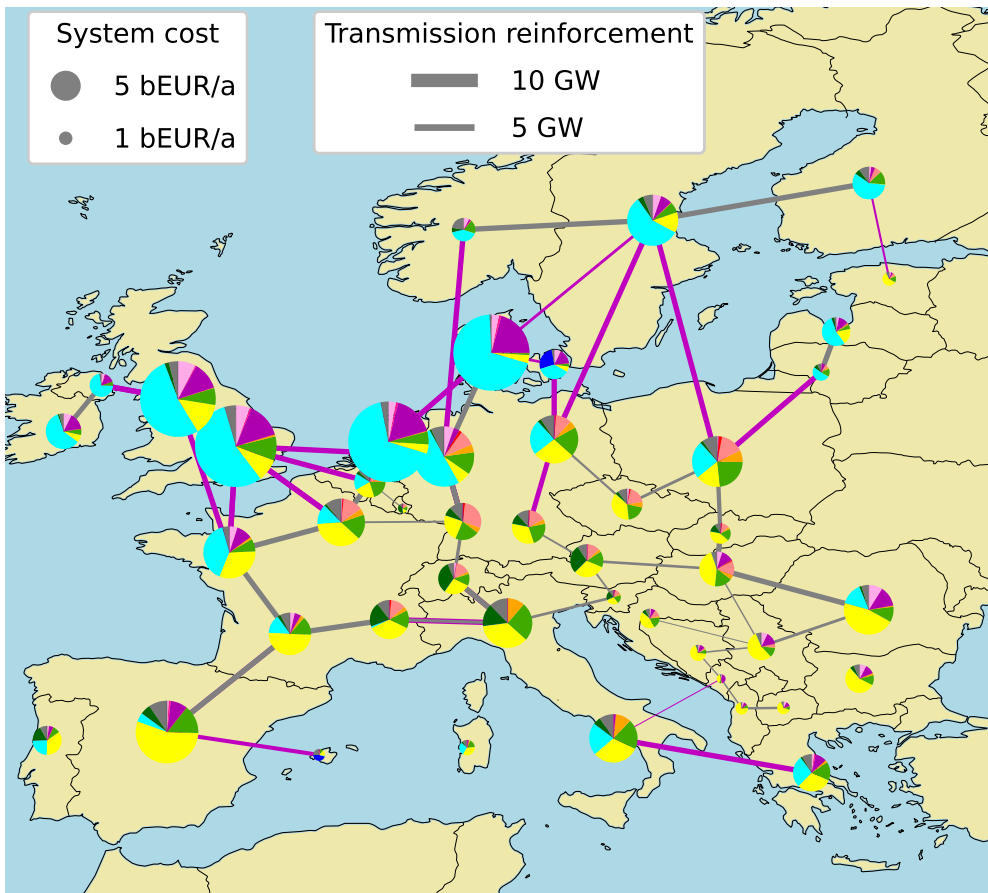 System cost
5 bEUR/a
1 bEUR/a
Transmission reinforcement
10 GW
5 GW